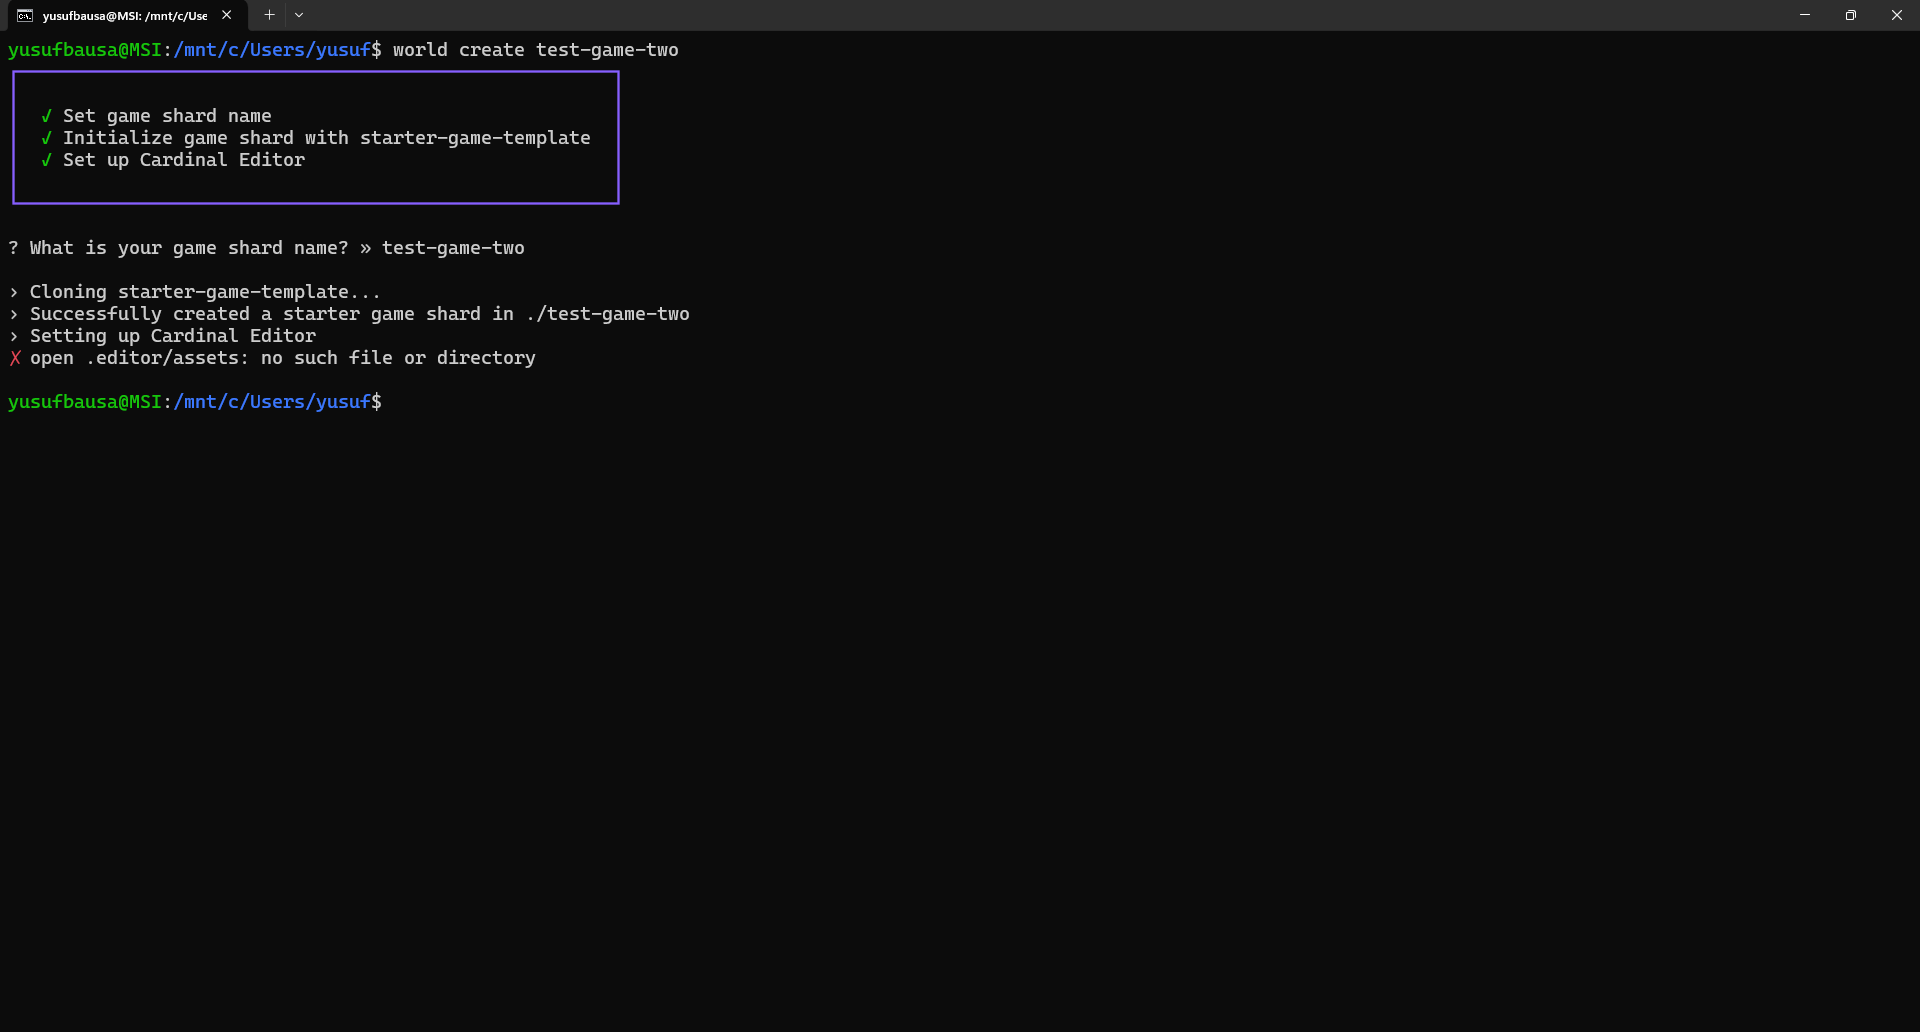 yusufbausa@MSI: /mnt/c/Use
yusufbausa@MSI:/mnt/c/Users/yusuf$ world create test-game-two
✓ Set game shard name
✓ Initialize game shard with starter-game-template
✓ Set up Cardinal Editor
? What is your game shard name? » test-game-two
> Cloning starter-game-template...
> Successfully created a starter game shard in ./test-game-two
> Setting up Cardinal Editor
✗ open .editor/assets: no such file or directory
yusufbausa@MSI:/mnt/c/Users/yusuf$